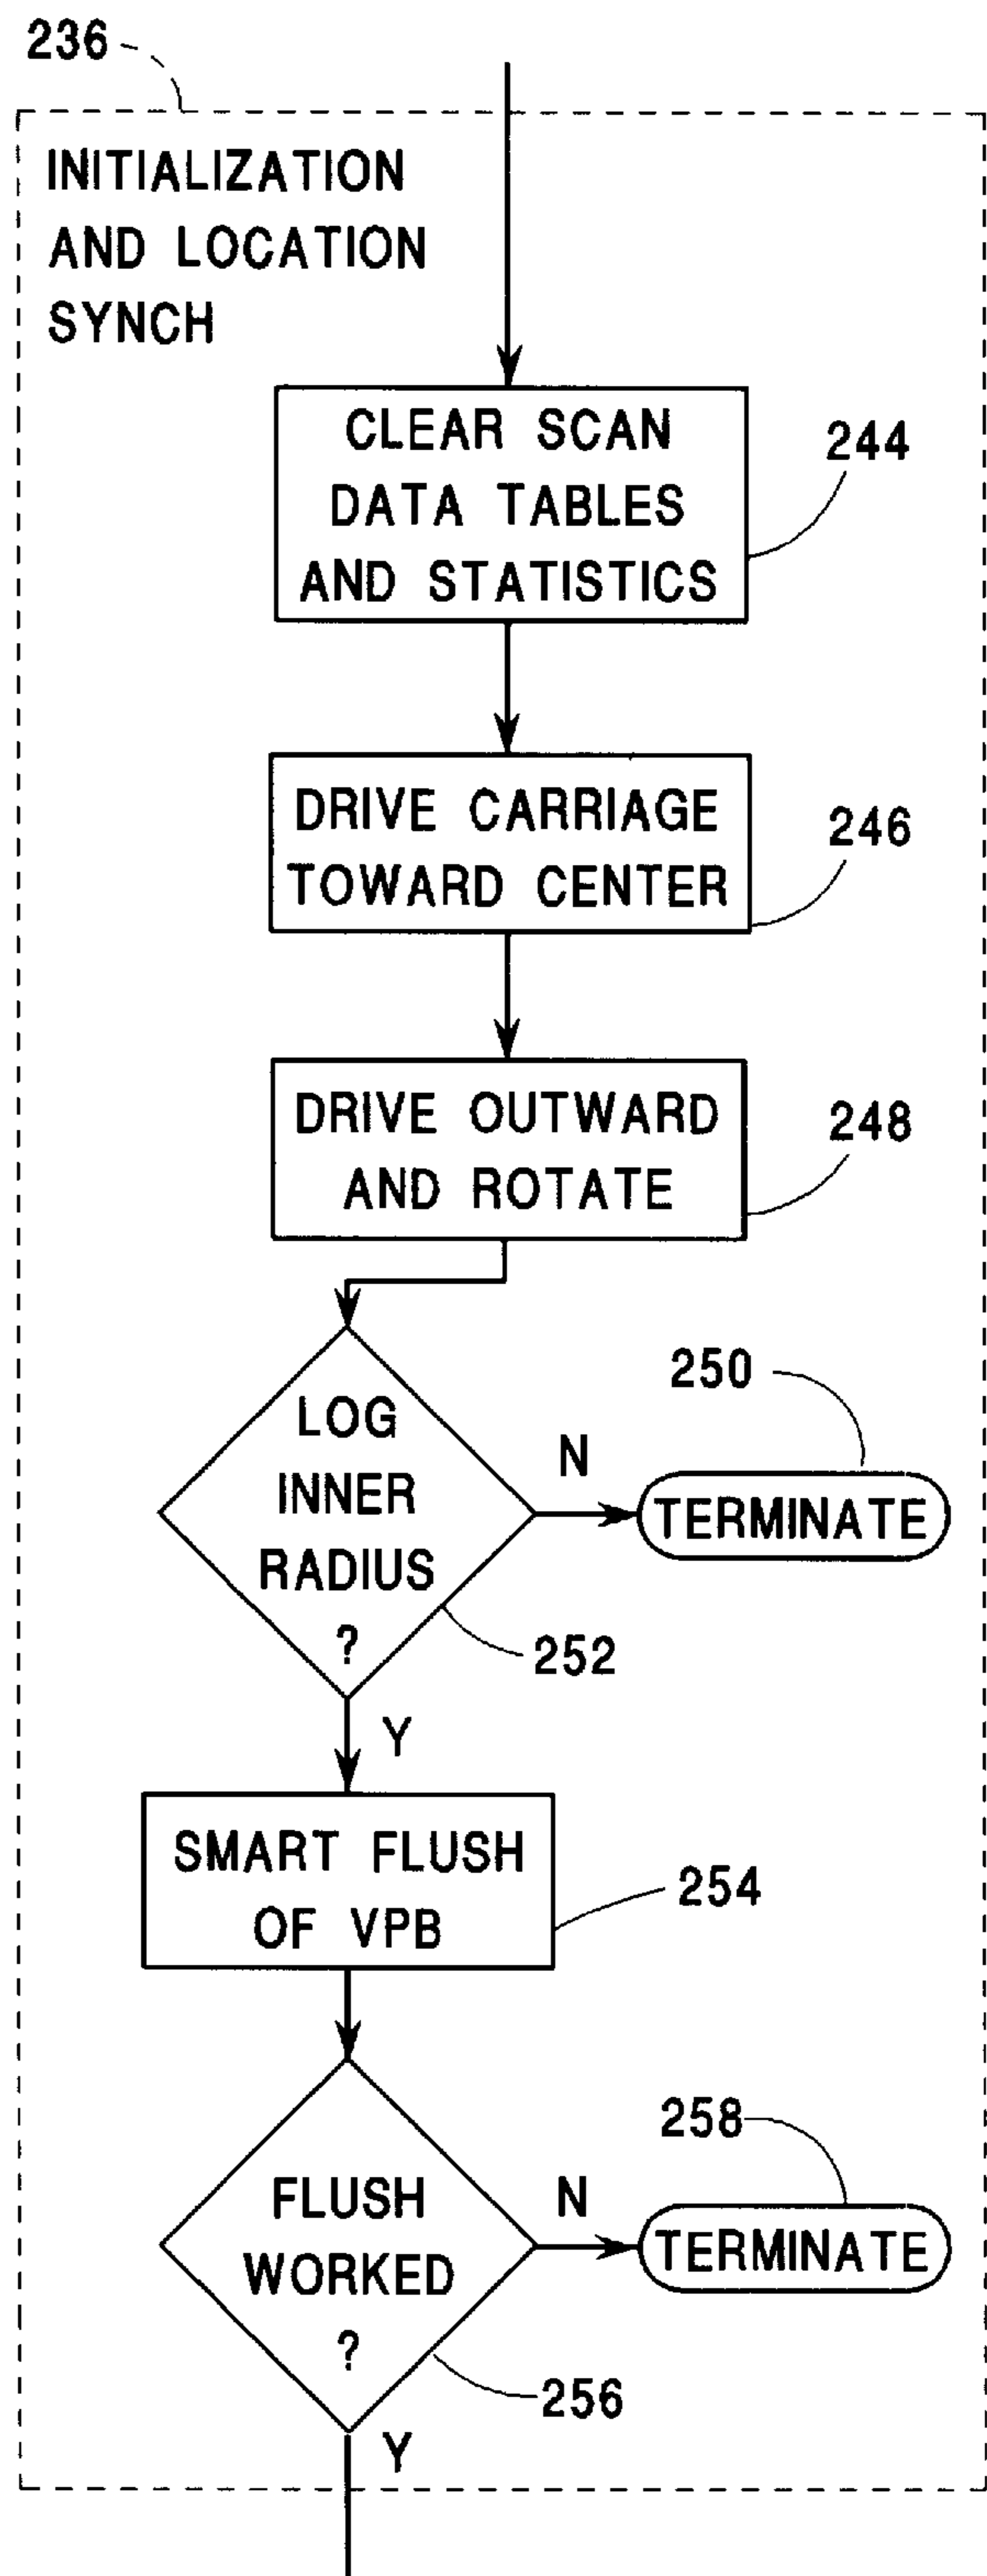 236
INITIALIZATION
AND LOCATION
SYNCH
CLEAR SCAN
DATA TABLES
AND STATISTICS
244
DRIVE CARRIAGE
TOWARD CENTER
246
DRIVE OUTWARD
AND ROTATE
248
LOG
INNER
RADIUS
?
252
N
250
TERMINATE
Y
SMART FLUSH
OF VPB
254
FLUSH
WORKED
?
256
N
258
TERMINATE
Y